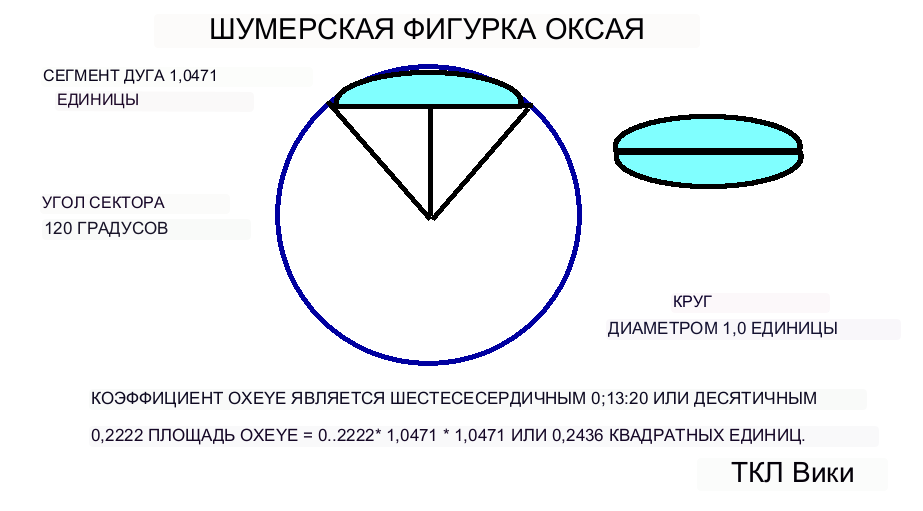 ШУМЕРСКАЯ ФИГУРКА ОКСАЯ
СЕГМЕНТ ДУГА 1,0471
ЕДИНИЦЫ
УГОЛ СЕКТОРА
120 ГРАДУСОВ
КРУГ
ДИАМЕТРОМ 1,0 ЕДИНИЦЫ
КОЭФФИЦИЕНТ OXEYE ЯВЛЯЕТСЯ ШЕСТЕСЕСЕРДИЧНЫМ 0;13:20 ИЛИ ДЕСЯТИЧНЫМ
0,2222 ПЛОЩАДЬ OXEYE = 0..2222* 1,0471 * 1,0471 ИЛИ 0,2436 КВАДРАТНЫХ ЕДИНИЦ.
ТКЛ Вики